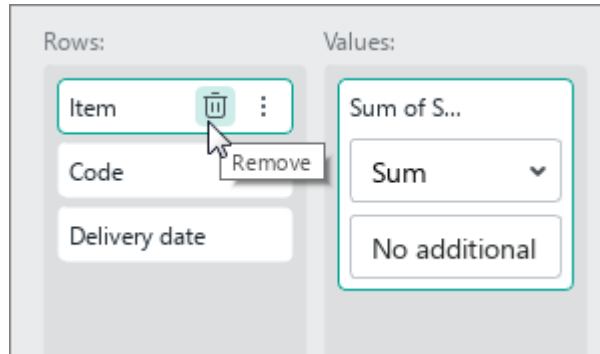 Rows:
Values:
Item
Remove
Code
Delivery date
Sum of S...
Sum
No additional